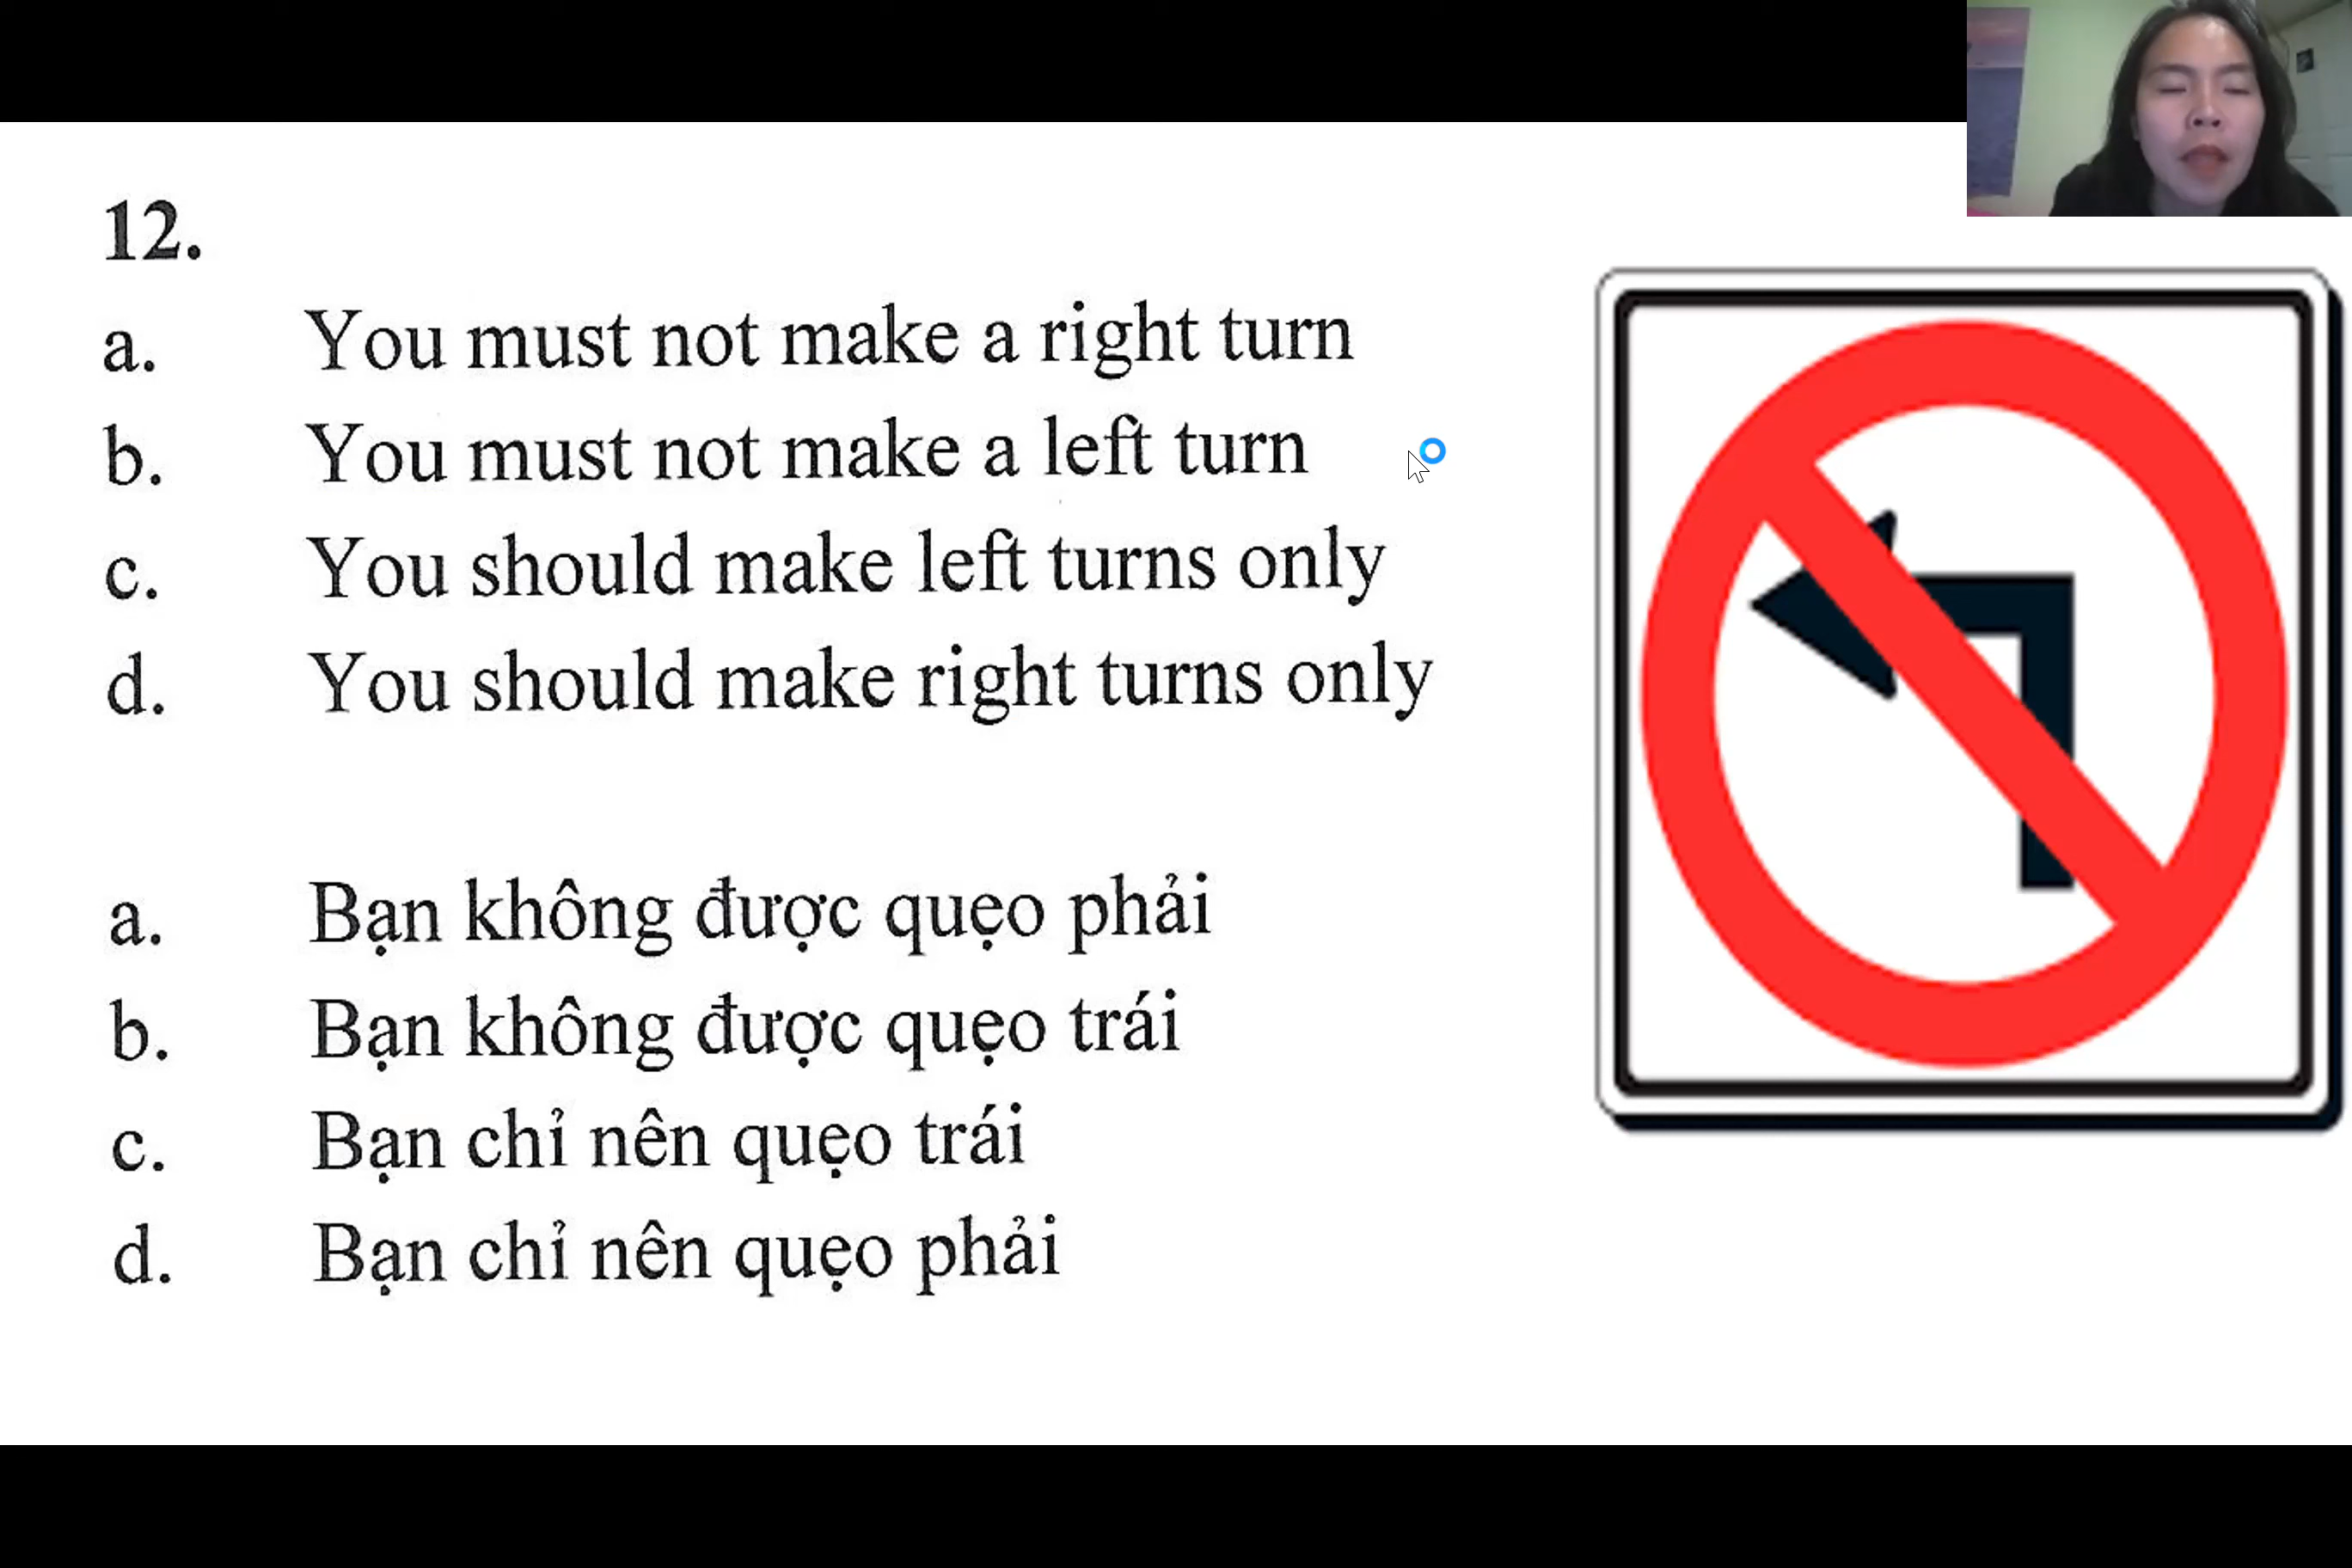 12.
a. You must not make a right turn
b. You must not make a left turn
c. You should make left turns only
d. You should make right turns only
a. Bạn không được quẹo phải
b. Bạn không được quẹo trái
c. Bạn chỉ nên quẹo trái
d. Bạn chỉ nên quẹo phải